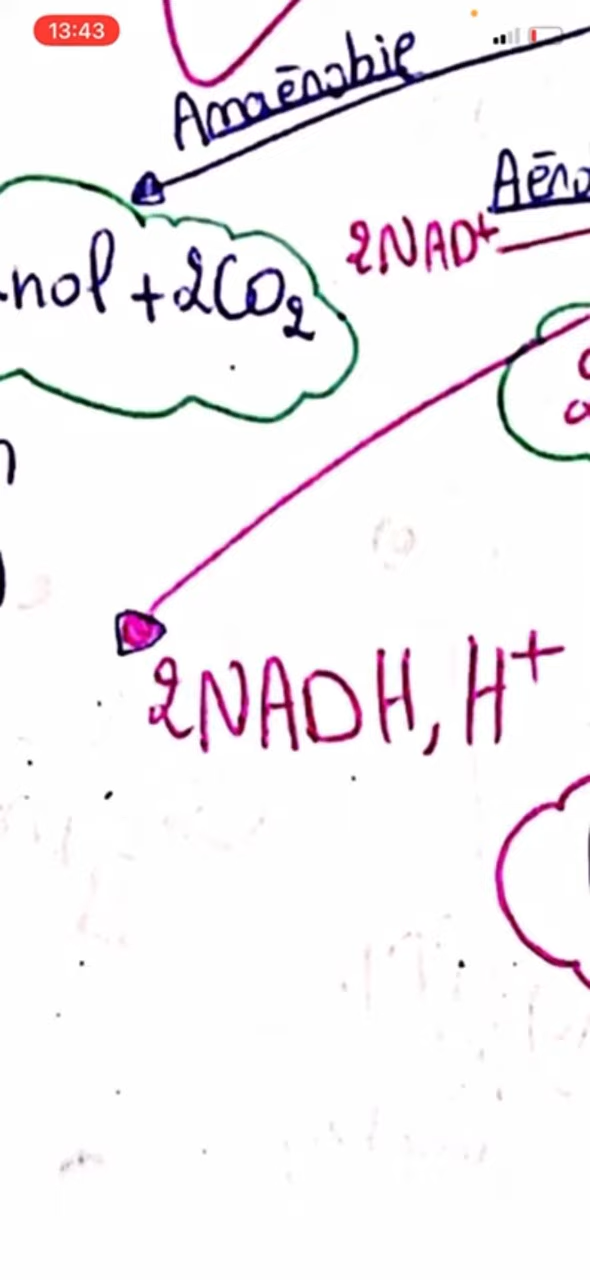 13:43
Anaérobie
Aéro
2NAD+
nol + 2CO2
2NADH, H+